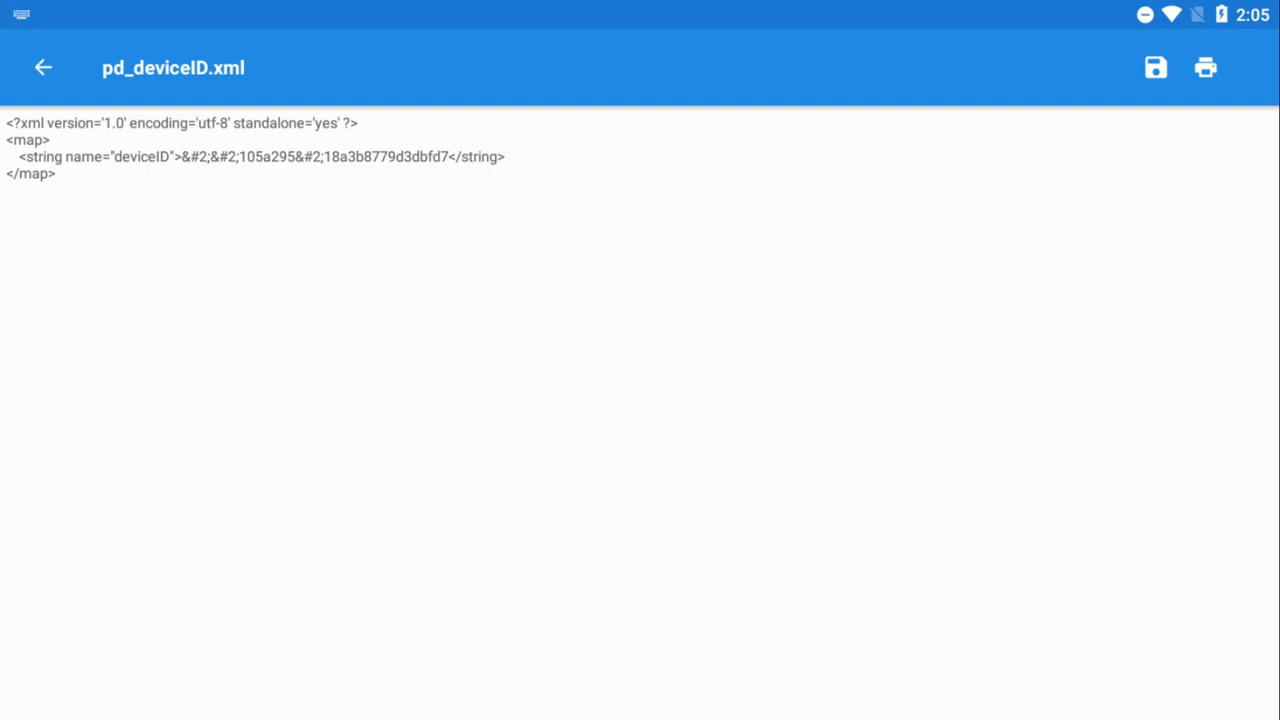 2:05
pd_deviceID.xml
<?xml version='1.0' encoding='utf-8' standalone='yes' ?>
<map>
    <string name="deviceID">&#2;&#2;105a295&#2;18a3b8779d3dbfd7</string>
</map>